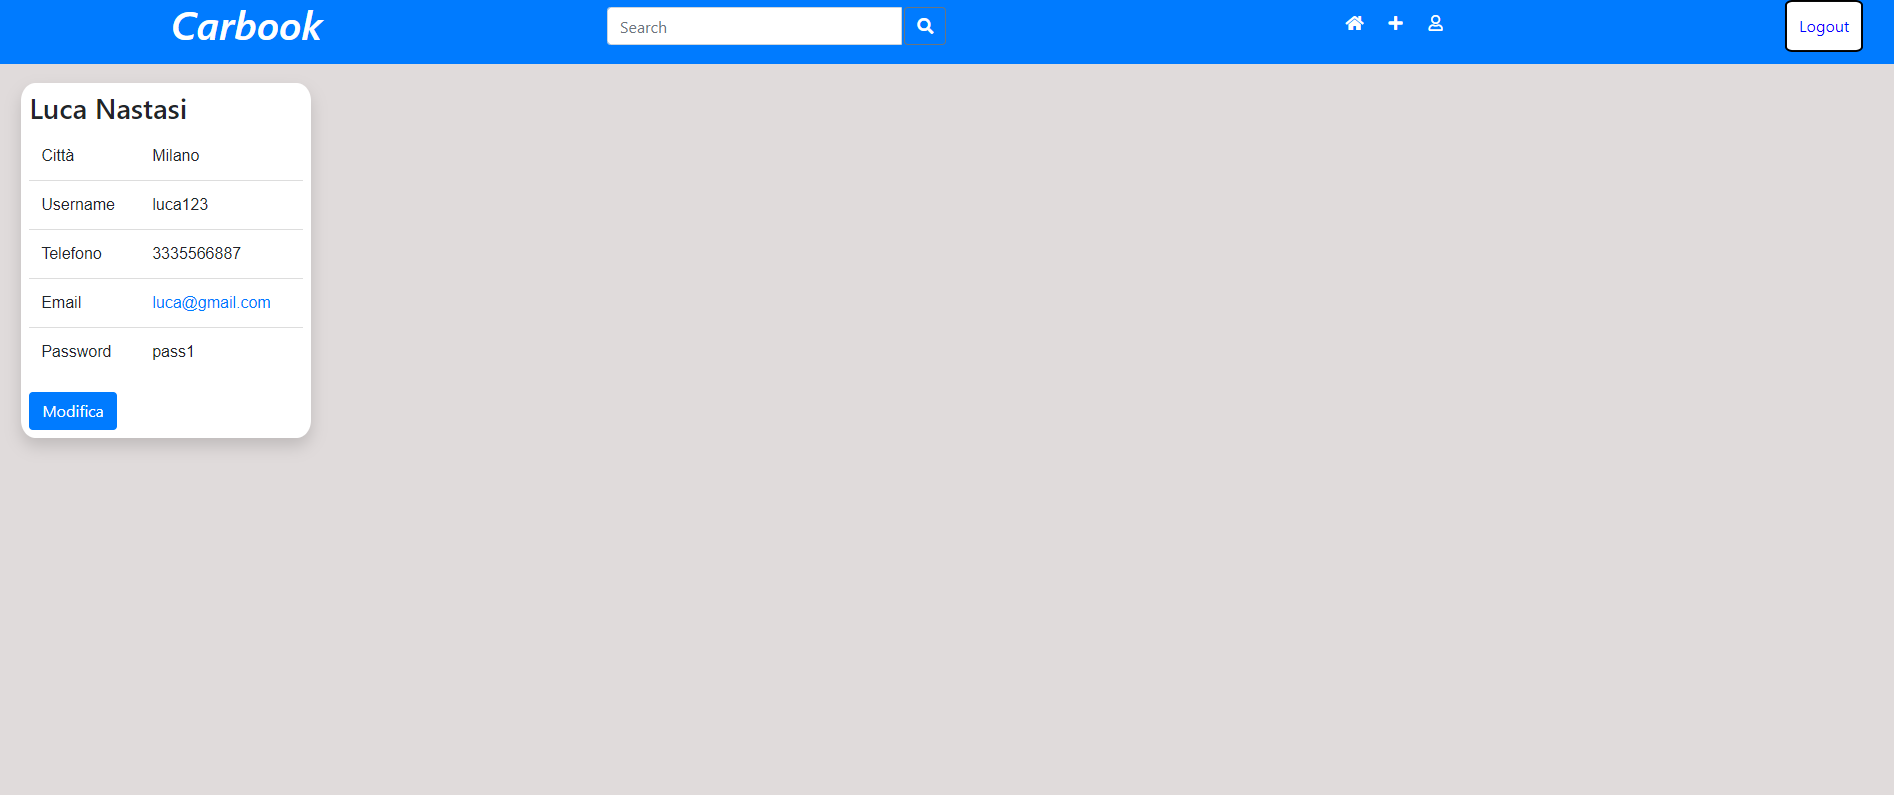 Carbook
Search
Logout
Luca Nastasi
Città Milano
Username luca123
Telefono 3335566887
Email luca@gmail.com
Password pass1
Modifica